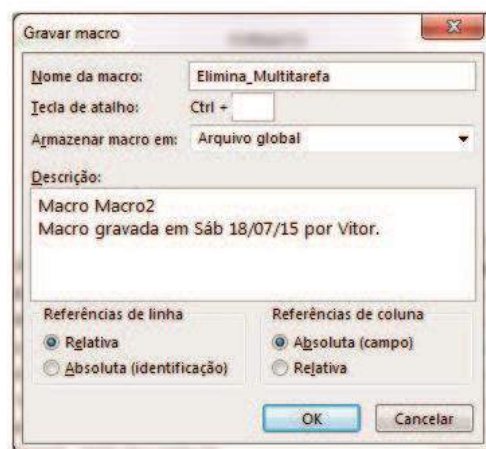 Gravar macro
Nome da macro: Elimina_Multitarefa
Tecla de atalho: Ctrl +
Armazenar macro em: Arquivo global
Descrição:
Macro Macro2
Macro gravada em Sáb 18/07/15 por Vitor.
Referências de linha
Relativa
Absoluta (identificação)
Referências de coluna
Absoluta (campo)
Relativa
OK
Cancelar